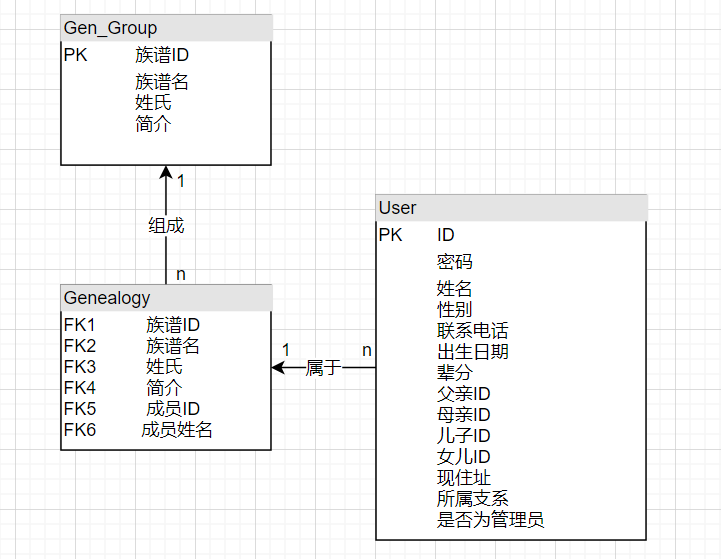 Gen_Group
PK 族谱ID
族谱名
姓氏
简介
1
组成
n
Genealogy
FK1 族谱ID
FK2 族谱名
FK3 姓氏
FK4 简介
FK5 成员ID
FK6 成员姓名
1 属于 n
User
PK ID
密码
姓名
性别
联系电话
出生日期
辈分
父亲ID
母亲ID
儿子ID
女儿ID
现住址
所属支系
是否为管理员